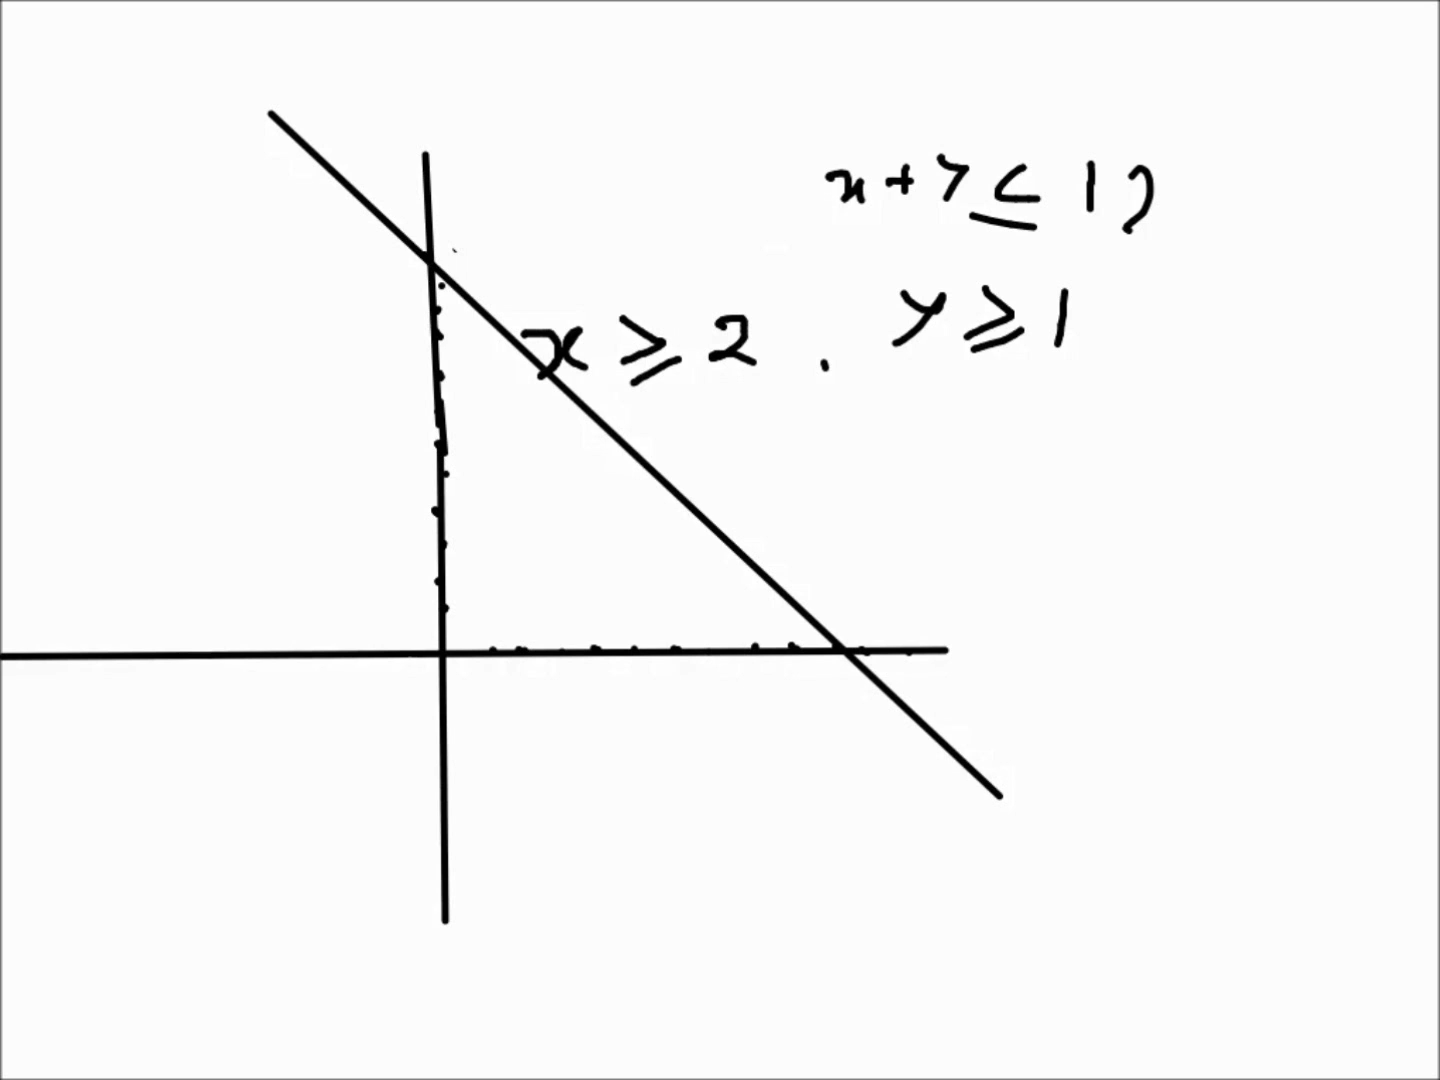 x + y ≤ 12
x ≥ 2 . y ≥ 1